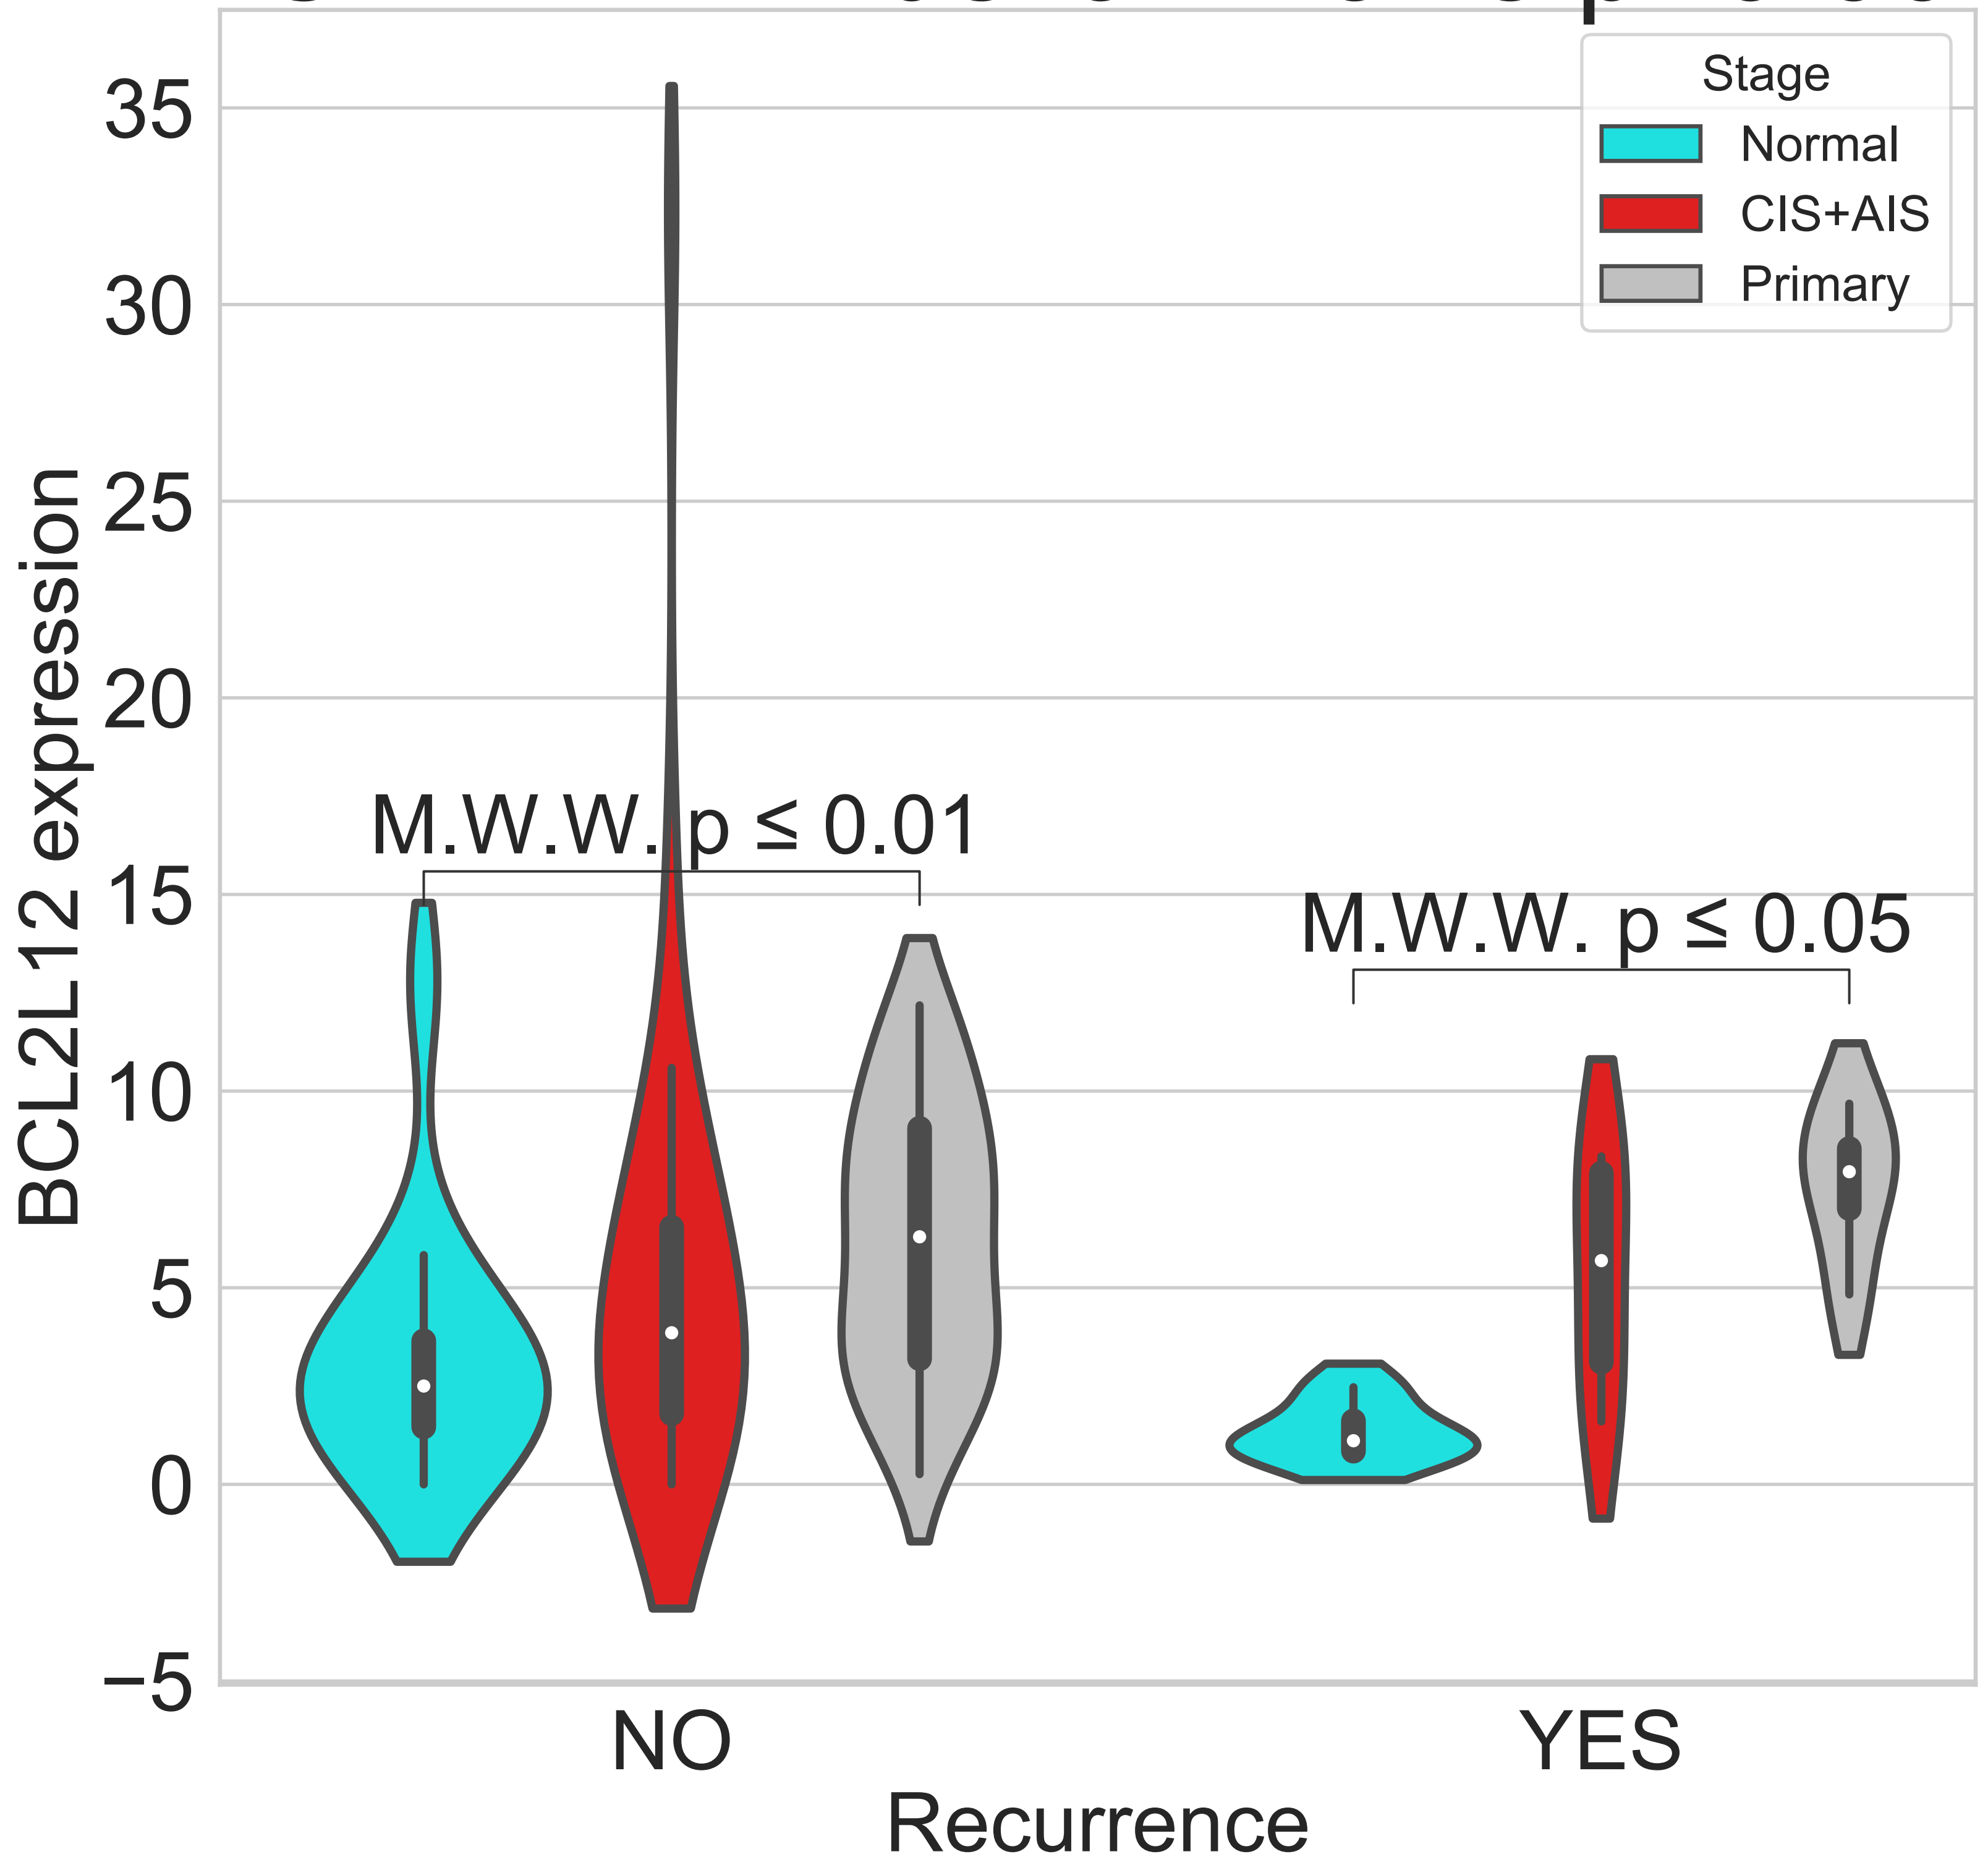 Stage
Normal
CIS+AIS
Primary
35
30
25
20
15
10
5
0
−5
BCL2L12 expression
M.W.W. p ≤ 0.01
M.W.W. p ≤ 0.05
NO
YES
Recurrence